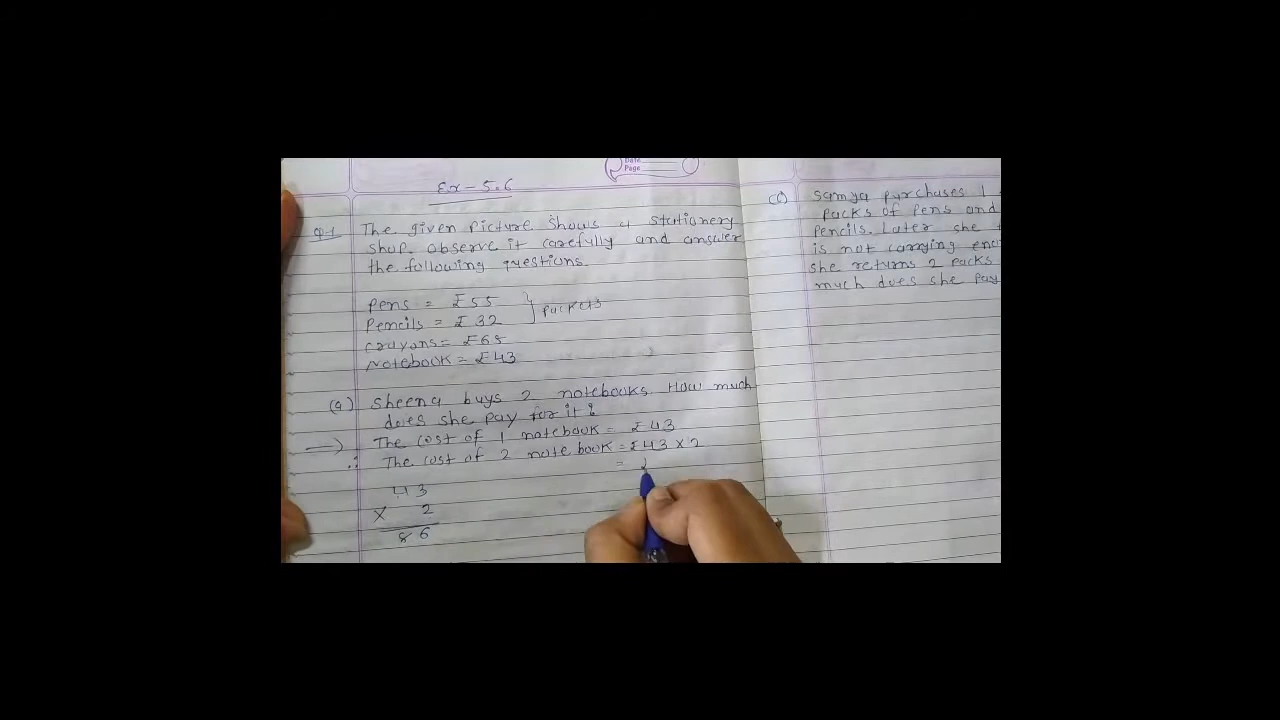 Date
Page
Ex - 5.6
Q-1 The given picture shows a stationery
shop. observe it carefully and answer
the following questions.
Pens = ₹55
Pencils = ₹32
} packets
crayons = ₹65
Notebook = ₹43
(a) Sheena buys 2 notebooks. How much
does she pay for it?
→ The cost of 1 notebook = ₹43
∴ The cost of 2 note book = ₹43 × 2
=
43
× 2
86
(c) Samya purchases 1
packs of pens and
pencils. Later she
is not carrying
she returns 2 packs
much does she pay